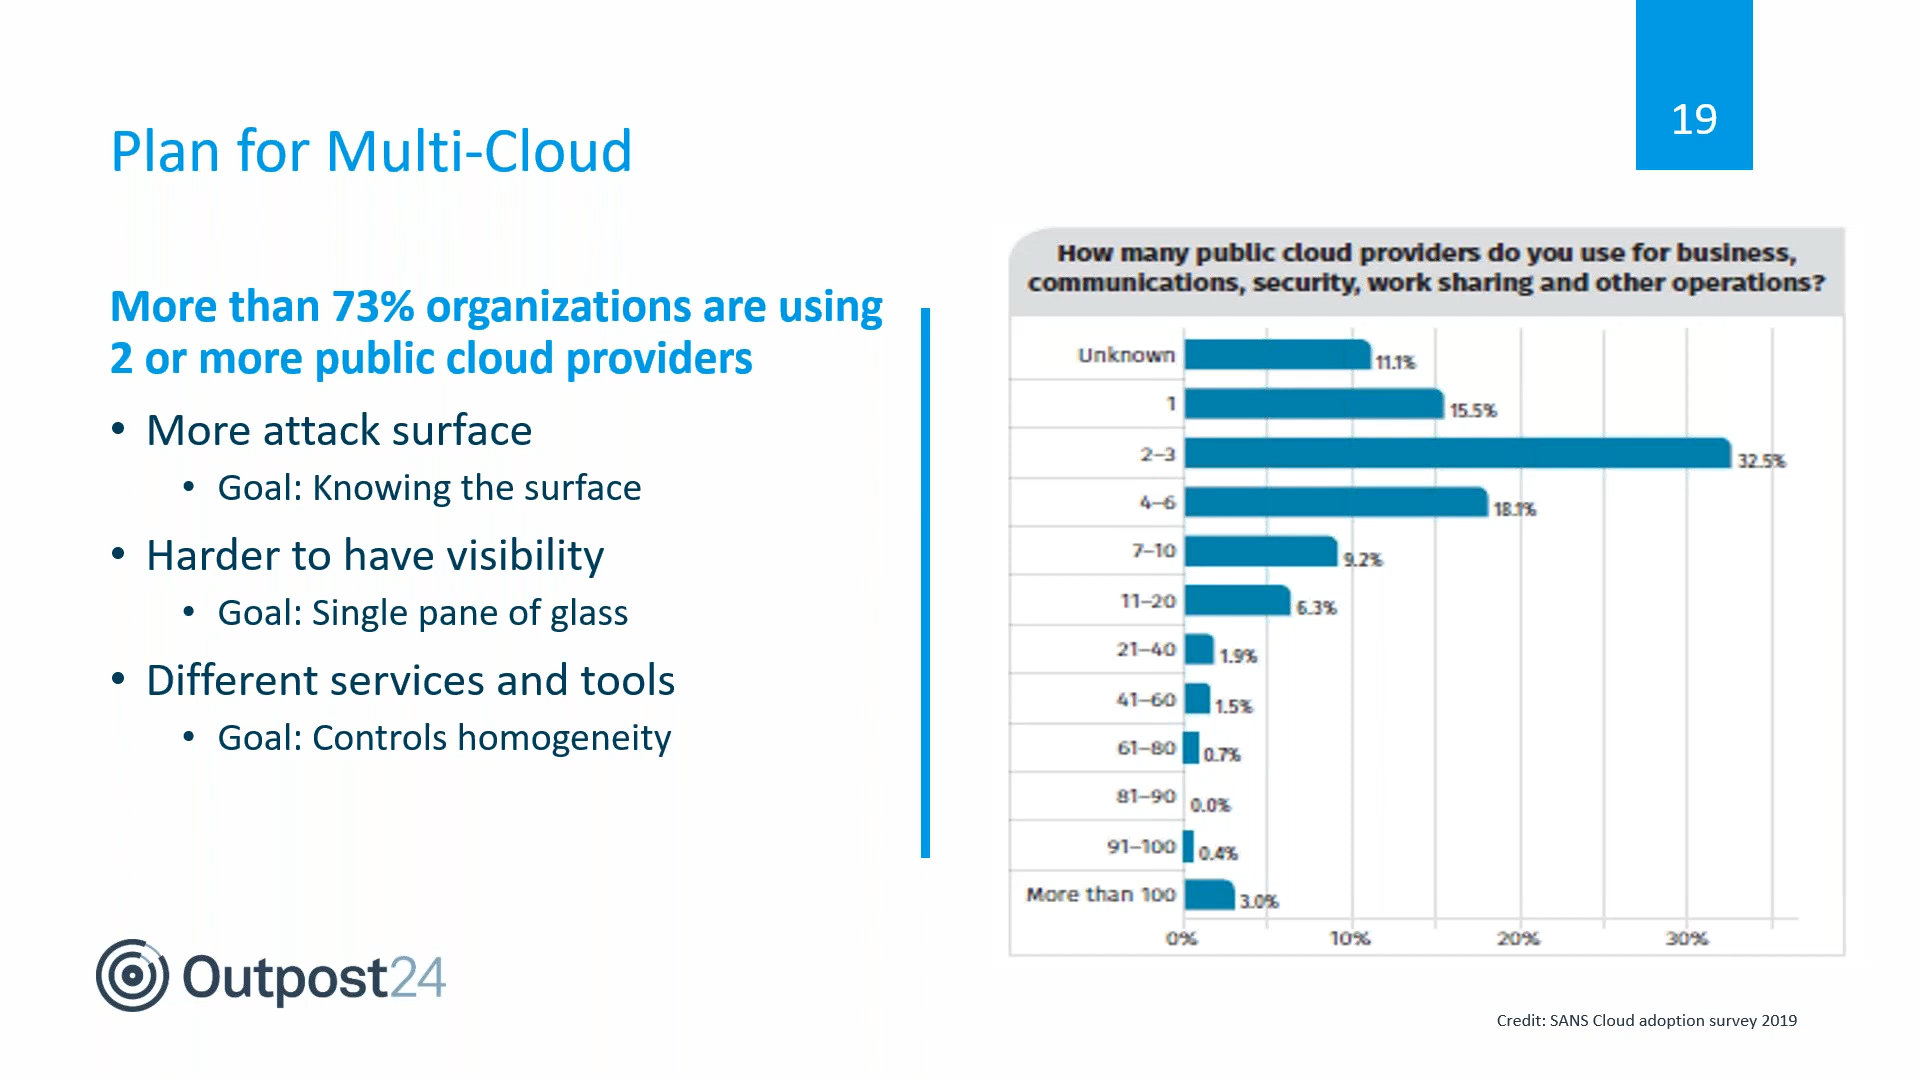 19
Plan for Multi-Cloud
More than 73% organizations are using
2 or more public cloud providers
• More attack surface
• Goal: Knowing the surface
• Harder to have visibility
• Goal: Single pane of glass
• Different services and tools
• Goal: Controls homogeneity
How many public cloud providers do you use for business,
communications, security, work sharing and other operations?
Unknown 11.1%
1 15.5%
2–3 32.5%
4–6 18.1%
7–10 9.2%
11–20 6.3%
21–40 1.9%
41–60 1.5%
61–80 0.7%
81–90 0.0%
91–100 0.4%
More than 100 3.0%
0% 10% 20% 30%
Outpost24
Credit: SANS Cloud adoption survey 2019